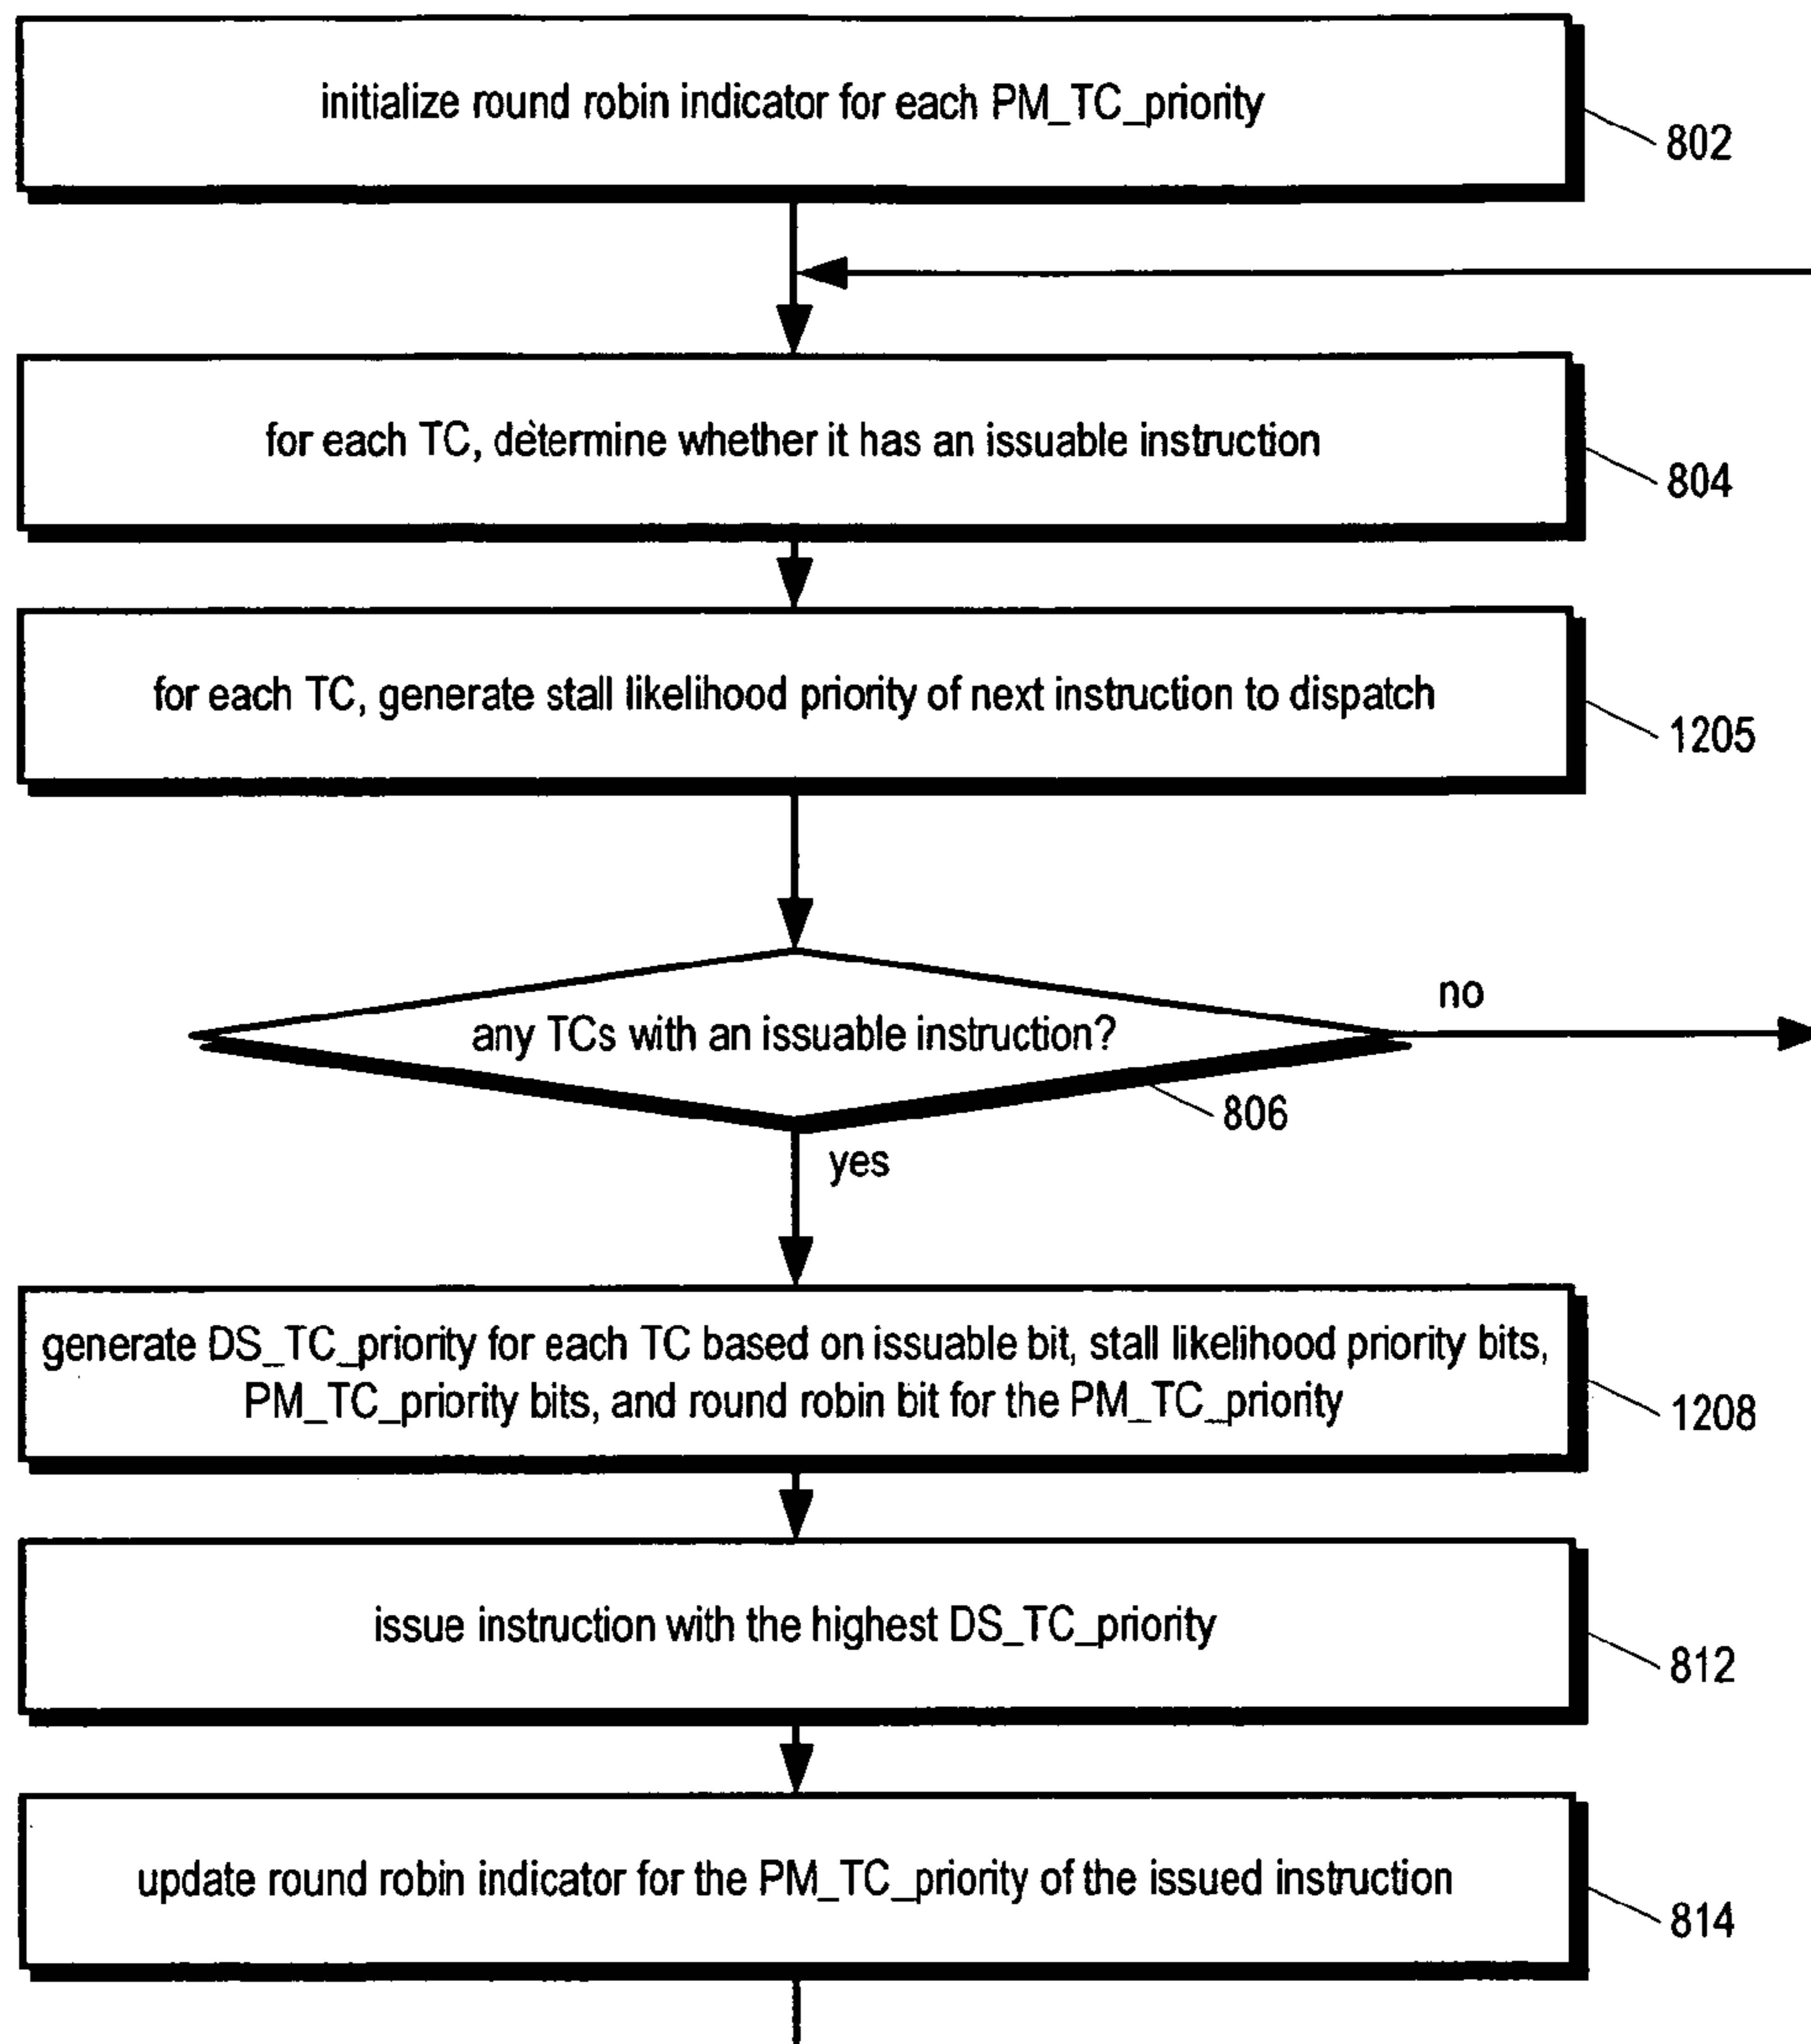 initialize round robin indicator for each PM_TC_priority
802
for each TC, determine whether it has an issuable instruction
804
for each TC, generate stall likelihood priority of next instruction to dispatch
1205
any TCs with an issuable instruction?
no
806
yes
generate DS_TC_priority for each TC based on issuable bit, stall likelihood priority bits,
PM_TC_priority bits, and round robin bit for the PM_TC_priority
1208
issue instruction with the highest DS_TC_priority
812
update round robin indicator for the PM_TC_priority of the issued instruction
814